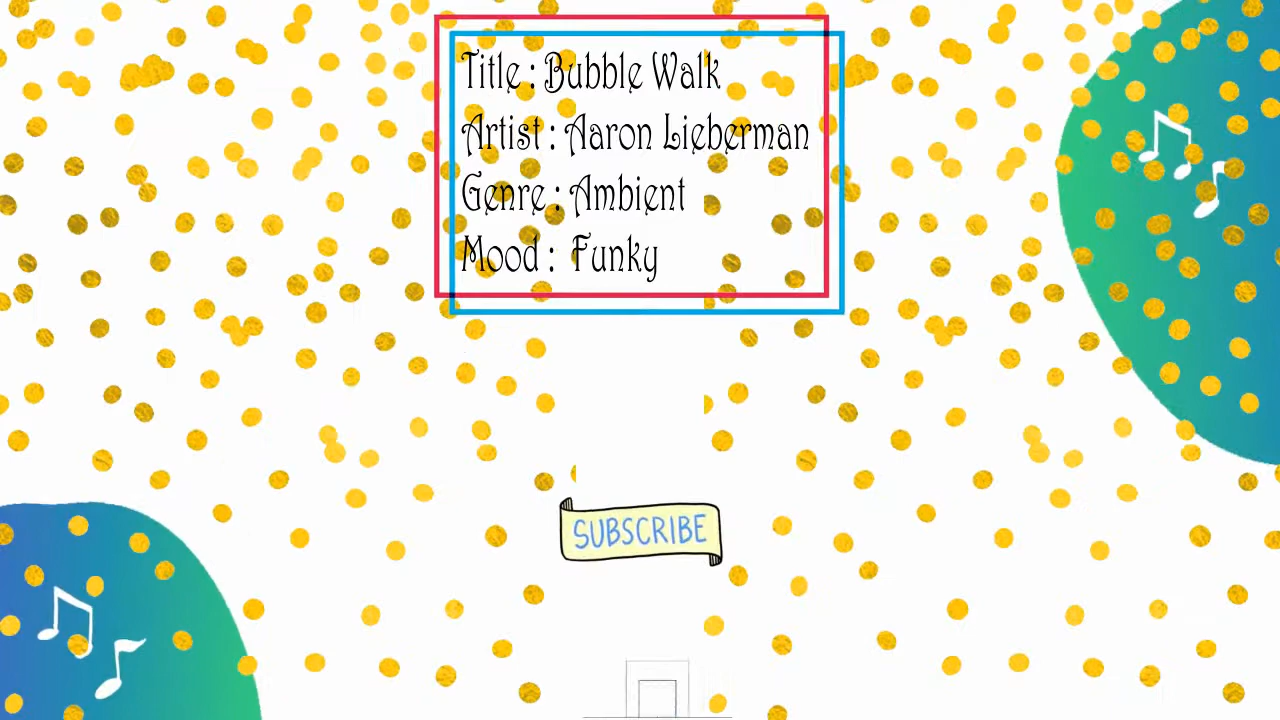 Title : Bubble Walk
Artist : Aaron Lieberman
Genre : Ambient
Mood : Funky
SUBSCRIBE